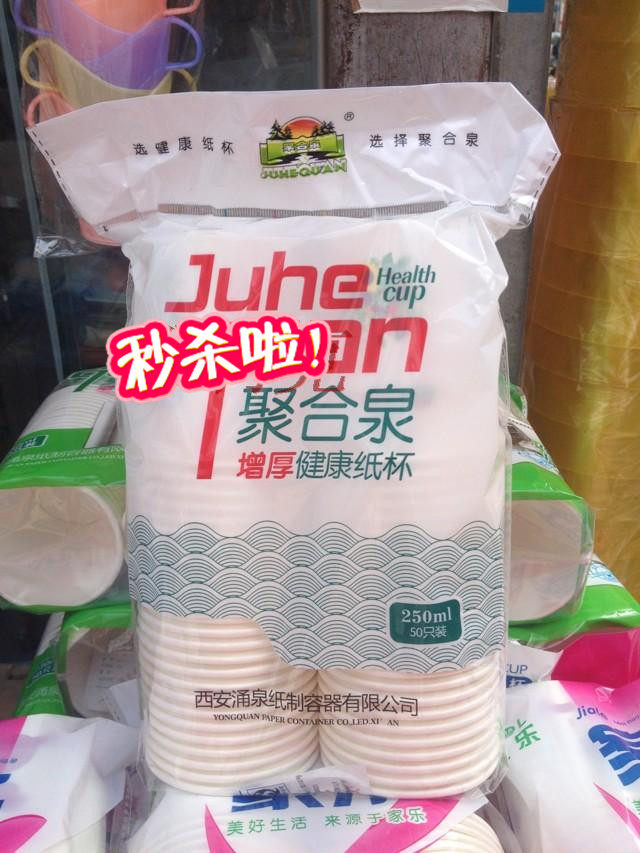 选健康纸杯
聚合泉
JUHEQUAN
®
选择聚合泉
Juhe
Health
cup
秒杀啦!
聚合泉
增厚健康纸杯
250ml
50只装
西安涌泉纸制容器有限公司
YONGQUAN PAPER CONTAINER CO.,LED.XI' AN
CUP
美好生活 来源于家乐